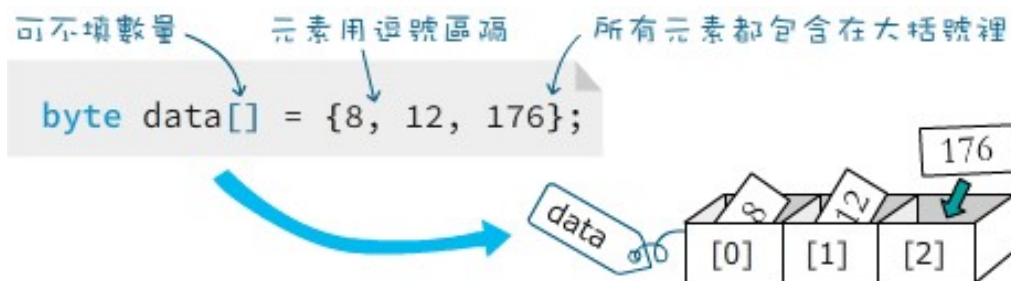 可不填數量
元素用逗號區隔
所有元素都包含在大括號裡
byte data[] = {8, 12, 176};
176
data
8
12
[0]
[1]
[2]